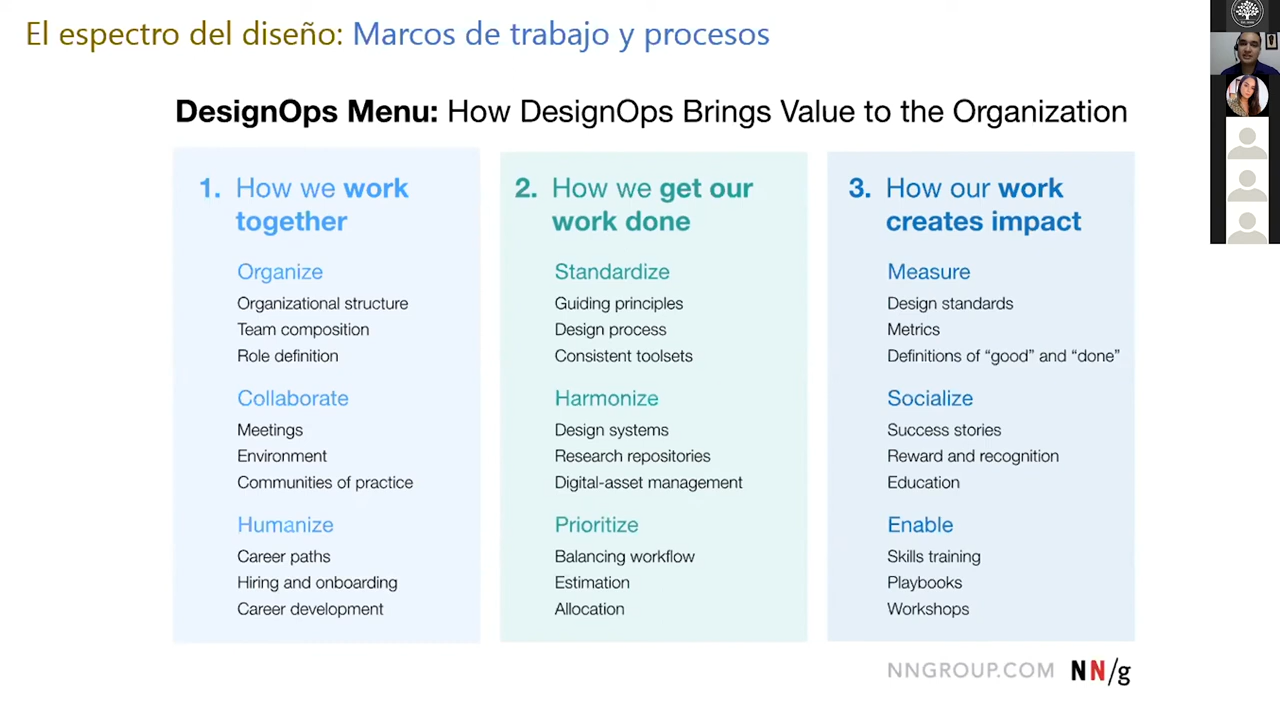 El espectro del diseño: Marcos de trabajo y procesos
DesignOps Menu: How DesignOps Brings Value to the Organization
1. How we work
together
Organize
Organizational structure
Team composition
Role definition
Collaborate
Meetings
Environment
Communities of practice
Humanize
Career paths
Hiring and onboarding
Career development
2. How we get our
work done
Standardize
Guiding principles
Design process
Consistent toolsets
Harmonize
Design systems
Research repositories
Digital-asset management
Prioritize
Balancing workflow
Estimation
Allocation
3. How our work
creates impact
Measure
Design standards
Metrics
Definitions of “good” and “done”
Socialize
Success stories
Reward and recognition
Education
Enable
Skills training
Playbooks
Workshops
NNGROUP.COM NN/g